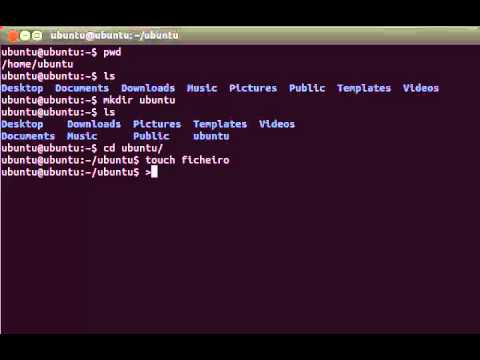 ubuntu@ubuntu: ~/ubuntu
ubuntu@ubuntu:~$ pwd
/home/ubuntu
ubuntu@ubuntu:~$ ls
Desktop Documents Downloads Music Pictures Public Templates Videos
ubuntu@ubuntu:~$ mkdir ubuntu
ubuntu@ubuntu:~$ ls
Desktop Downloads Pictures Templates Videos
Documents Music Public ubuntu
ubuntu@ubuntu:~$ cd ubuntu/
ubuntu@ubuntu:~/ubuntu$ touch ficheiro
ubuntu@ubuntu:~/ubuntu$ >